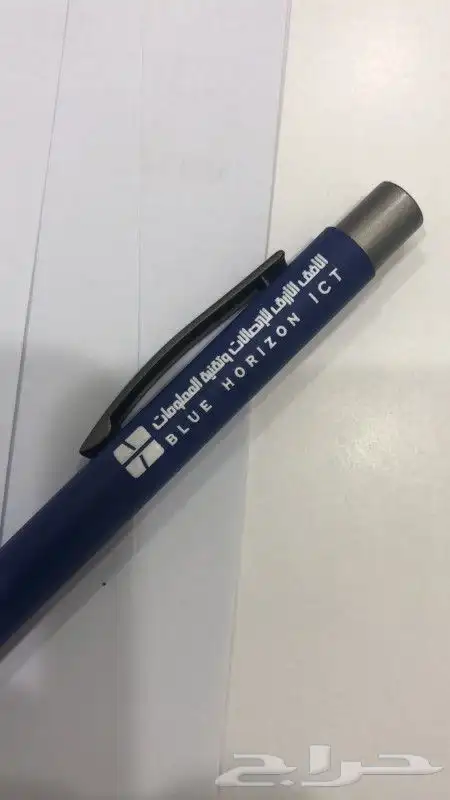 الأفق الأزرق للإتصالات وتقنية المعلومات
BLUE HORIZON ICT
حراج